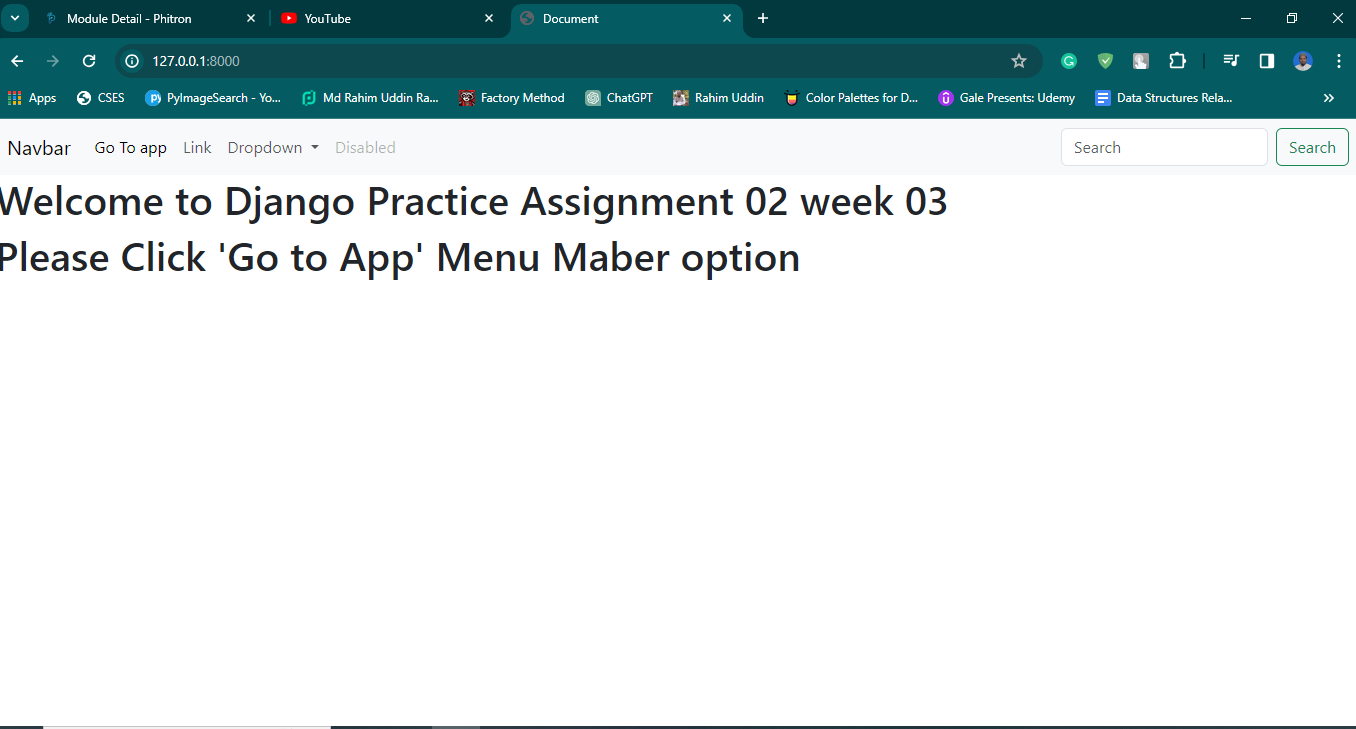 Module Detail - Phitron
YouTube
Document
127.0.0.1:8000
Apps
CSES
PyImageSearch - Yo...
Md Rahim Uddin Ra...
Factory Method
ChatGPT
Rahim Uddin
Color Palettes for D...
Gale Presents: Udemy
Data Structures Rela...
Navbar
Go To app
Link
Dropdown
Disabled
Search
Search
Welcome to Django Practice Assignment 02 week 03
Please Click 'Go to App' Menu Maber option